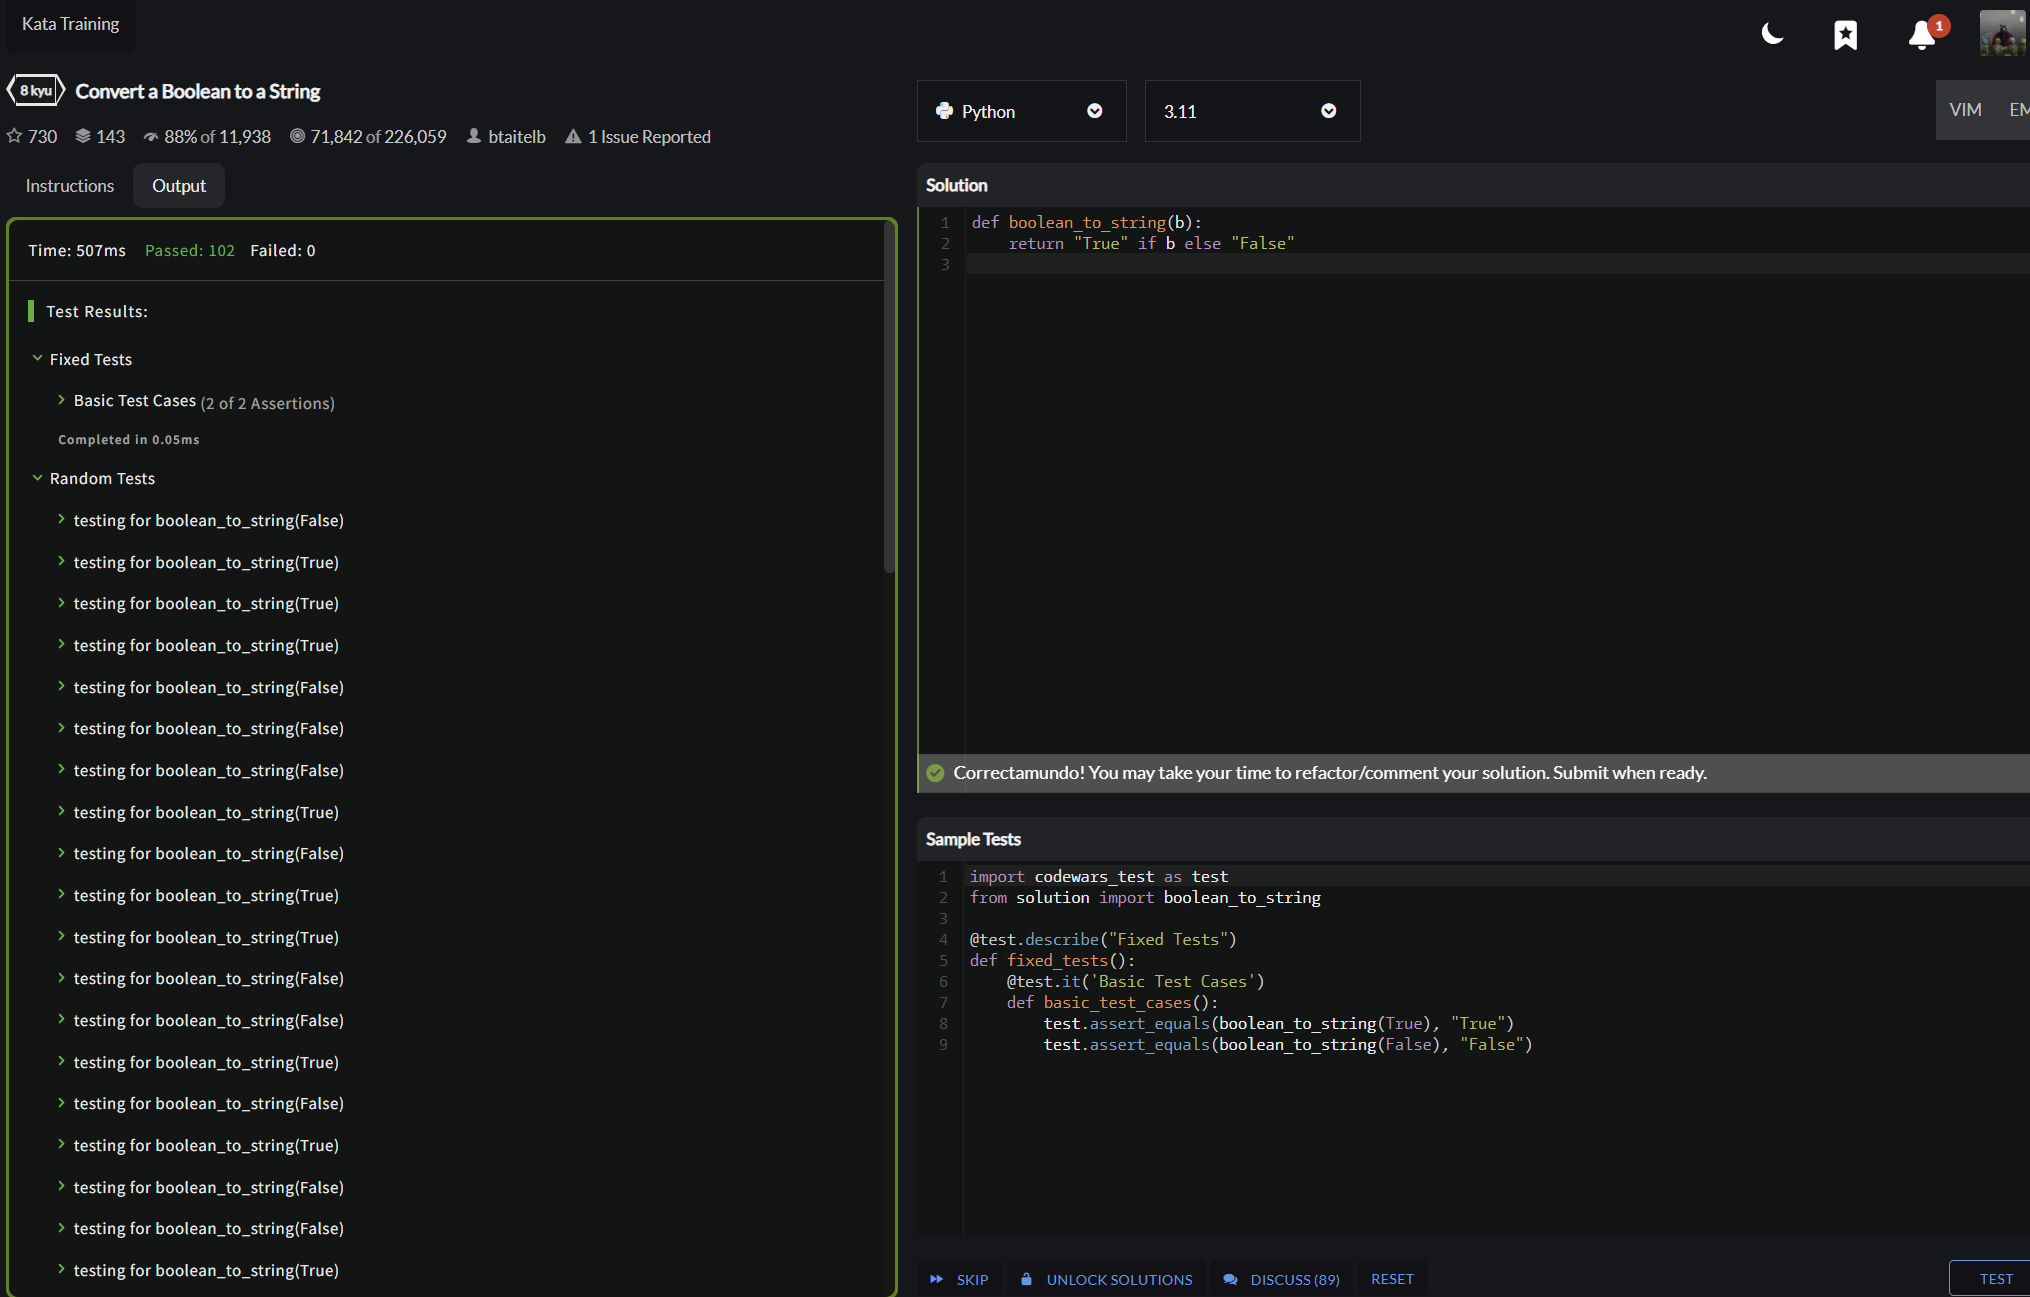 Kata Training
1
8 kyu Convert a Boolean to a String
730 143 88% of 11,938 71,842 of 226,059 btaitelb 1 Issue Reported
Instructions Output
Time: 507ms Passed: 102 Failed: 0
Test Results:
Fixed Tests
Basic Test Cases (2 of 2 Assertions)
Completed in 0.05ms
Random Tests
testing for boolean_to_string(False)
testing for boolean_to_string(True)
testing for boolean_to_string(True)
testing for boolean_to_string(True)
testing for boolean_to_string(False)
testing for boolean_to_string(False)
testing for boolean_to_string(False)
testing for boolean_to_string(True)
testing for boolean_to_string(False)
testing for boolean_to_string(True)
testing for boolean_to_string(True)
testing for boolean_to_string(False)
testing for boolean_to_string(False)
testing for boolean_to_string(True)
testing for boolean_to_string(False)
testing for boolean_to_string(True)
testing for boolean_to_string(False)
testing for boolean_to_string(False)
testing for boolean_to_string(True)
Python 3.11 VIM EM
Solution
1 def boolean_to_string(b):
2     return "True" if b else "False"
3
Correctamundo! You may take your time to refactor/comment your solution. Submit when ready.
Sample Tests
1 import codewars_test as test
2 from solution import boolean_to_string
3
4 @test.describe("Fixed Tests")
5 def fixed_tests():
6     @test.it('Basic Test Cases')
7     def basic_test_cases():
8         test.assert_equals(boolean_to_string(True), "True")
9         test.assert_equals(boolean_to_string(False), "False")
SKIP UNLOCK SOLUTIONS DISCUSS (89) RESET TEST